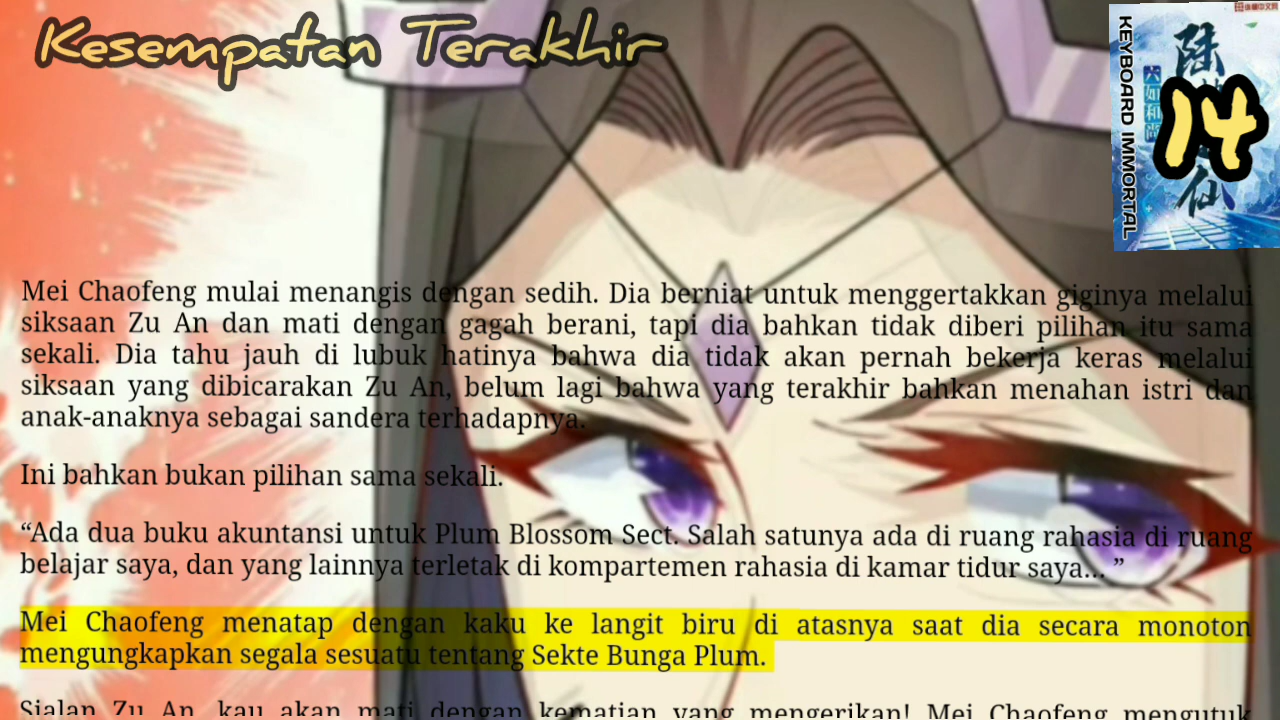 Kesempatan Terakhir
KEYBOARD IMMORTAL
陆
六如和尚
仙
14
Mei Chaofeng mulai menangis dengan sedih. Dia berniat untuk menggertakkan giginya melalui
siksaan Zu An dan mati dengan gagah berani, tapi dia bahkan tidak diberi pilihan itu sama
sekali. Dia tahu jauh di lubuk hatinya bahwa dia tidak akan pernah bekerja keras melalui
siksaan yang dibicarakan Zu An, belum lagi bahwa yang terakhir bahkan menahan istri dan
anak-anaknya sebagai sandera terhadapnya.
Ini bahkan bukan pilihan sama sekali.
“Ada dua buku akuntansi untuk Plum Blossom Sect. Salah satunya ada di ruang rahasia di ruang
belajar saya, dan yang lainnya terletak di kompartemen rahasia di kamar tidur saya... ”
Mei Chaofeng menatap dengan kaku ke langit biru di atasnya saat dia secara monoton
mengungkapkan segala sesuatu tentang Sekte Bunga Plum.
Sialan Zu An, kau akan mati dengan kematian yang mengerikan! Mei Chaofeng mengutuk